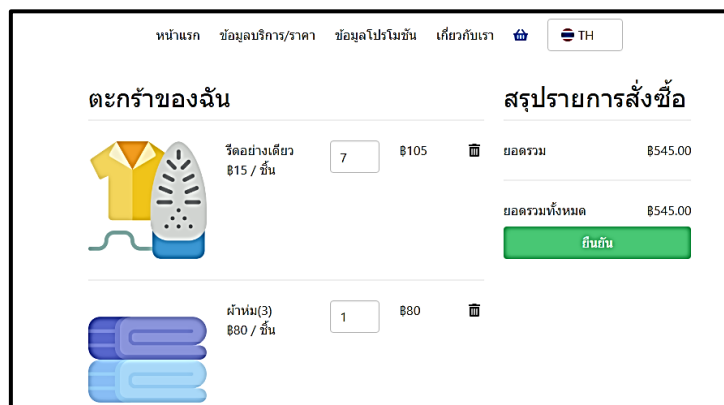 หน้าแรก ข้อมูลบริการ/ราคา ข้อมูลโปรโมชัน เกี่ยวกับเรา TH
ตะกร้าของฉัน
รีดอย่างเดียว
฿15 / ชิ้น
7
฿105
ผ้าห่ม(3)
฿80 / ชิ้น
1
฿80
สรุปรายการสั่งซื้อ
ยอดรวม ฿545.00
ยอดรวมทั้งหมด ฿545.00
ยืนยัน